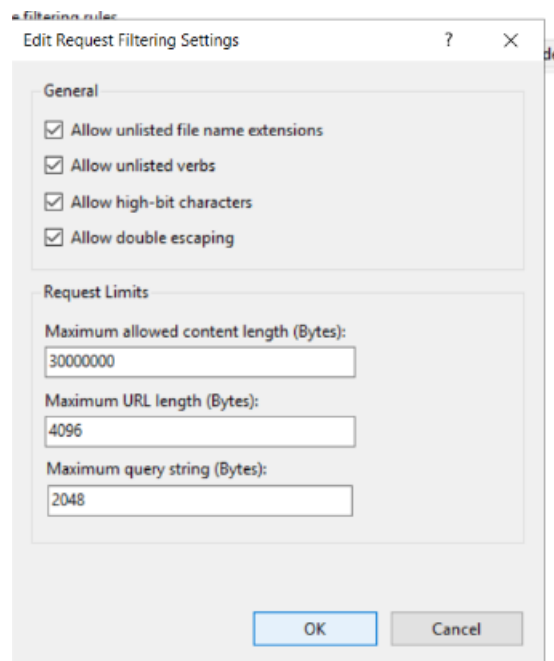 e filtering rules
Edit Request Filtering Settings ? ×
General
Allow unlisted file name extensions
Allow unlisted verbs
Allow high-bit characters
Allow double escaping
Request Limits
Maximum allowed content length (Bytes):
30000000
Maximum URL length (Bytes):
4096
Maximum query string (Bytes):
2048
OK Cancel